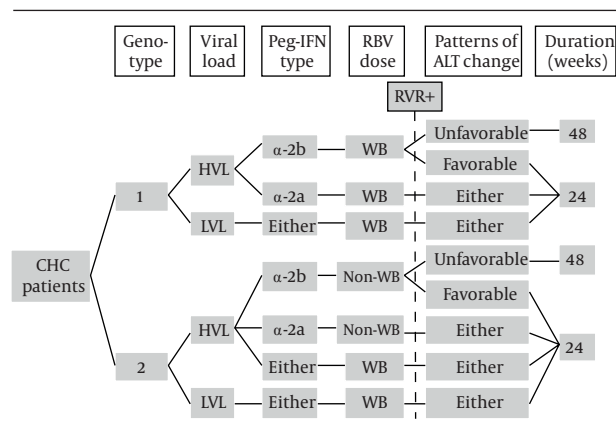 Geno-
type
Viral
load
Peg-IFN
type
RBV
dose
Patterns of
ALT change
Duration
(weeks)
RVR+
α-2b
WB
Unfavorable
48
HVL
Favorable
1
α-2a
WB
Either
24
LVL
Either
WB
Either
CHC
patients
α-2b
Non-WB
Unfavorable
48
Favorable
HVL
α-2a
Non-WB
Either
24
2
Either
WB
Either
LVL
Either
WB
Either